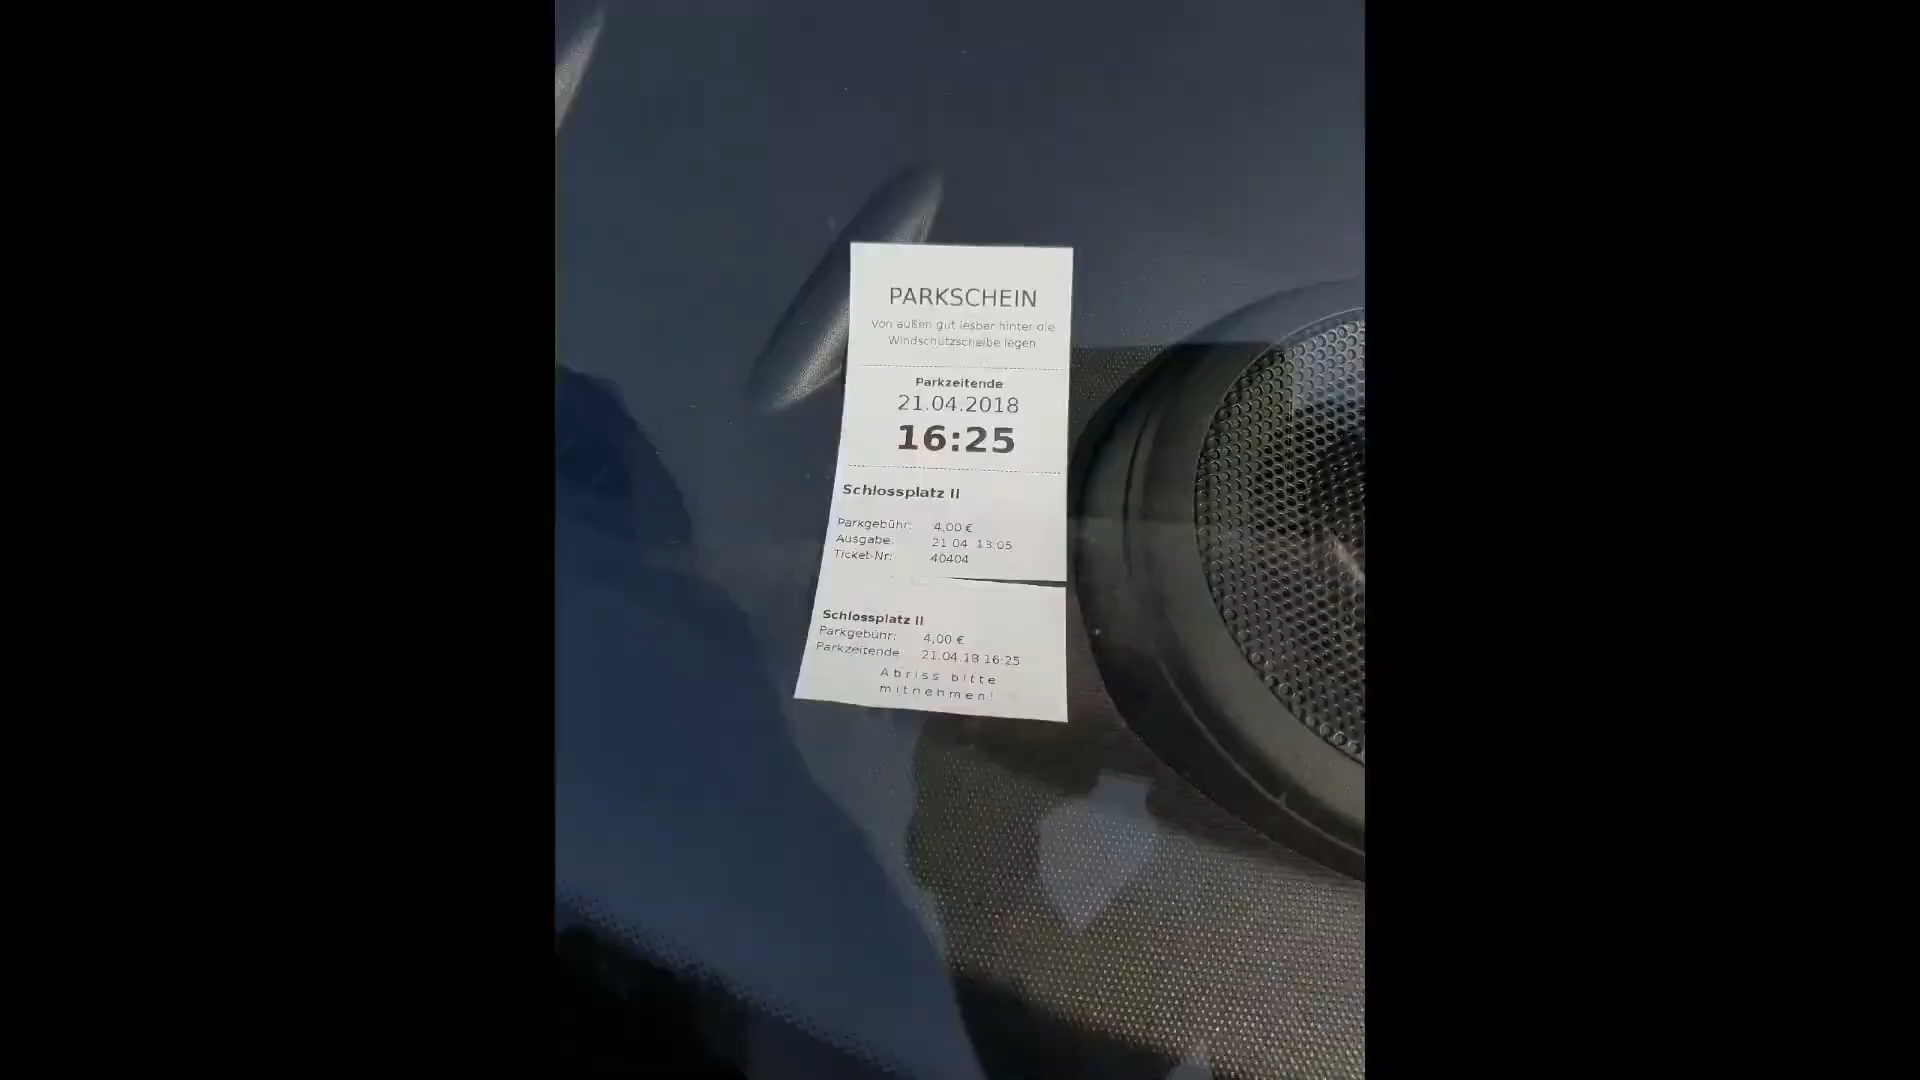 PARKSCHEIN
Von außen gut lesbar hinter die
Windschutzscheibe legen
Parkzeitende
21.04.2018
16:25
Schlossplatz II
Parkgebühr: 4,00 €
Ausgabe: 21.04. 13:05
Ticket-Nr: 40404
Schlossplatz II
Parkgebühr: 4,00 €
Parkzeitende: 21.04.18 16:25
Abriss bitte
mitnehmen!